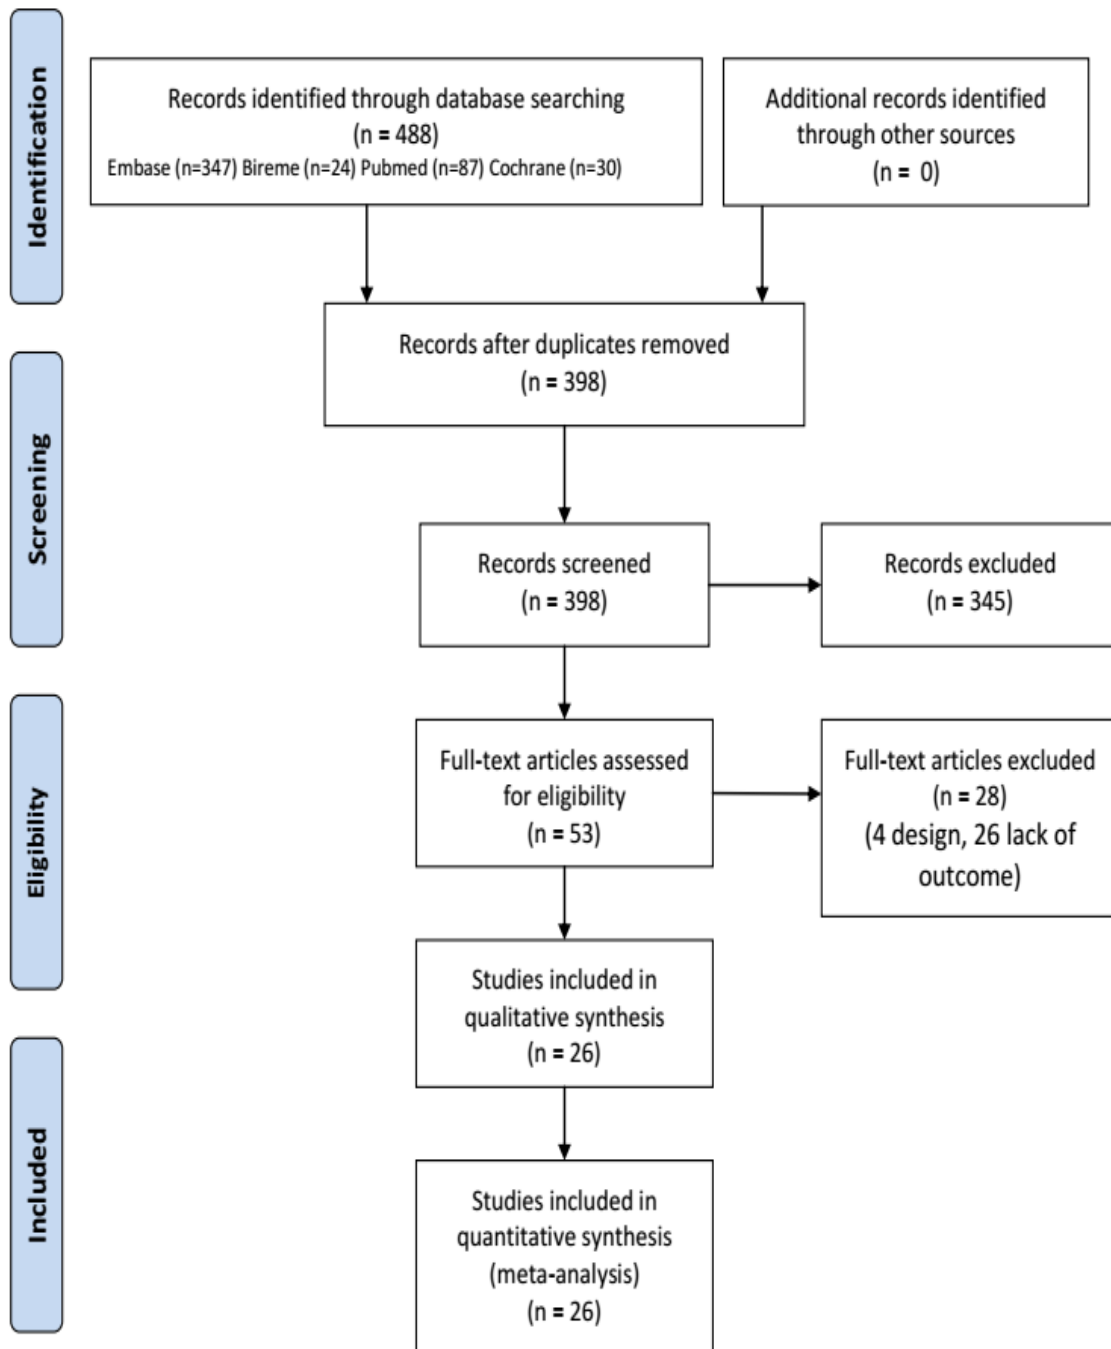 Identification
Records identified through database searching
(n = 488)
Embase (n=347) Bireme (n=24) Pubmed (n=87) Cochrane (n=30)
Additional records identified
through other sources
(n = 0)
Records after duplicates removed
(n = 398)
Screening
Records screened
(n = 398)
Records excluded
(n = 345)
Eligibility
Full-text articles assessed
for eligibility
(n = 53)
Full-text articles excluded
(n = 28)
(4 design, 26 lack of
outcome)
Studies included in
qualitative synthesis
(n = 26)
Included
Studies included in
quantitative synthesis
(meta-analysis)
(n = 26)